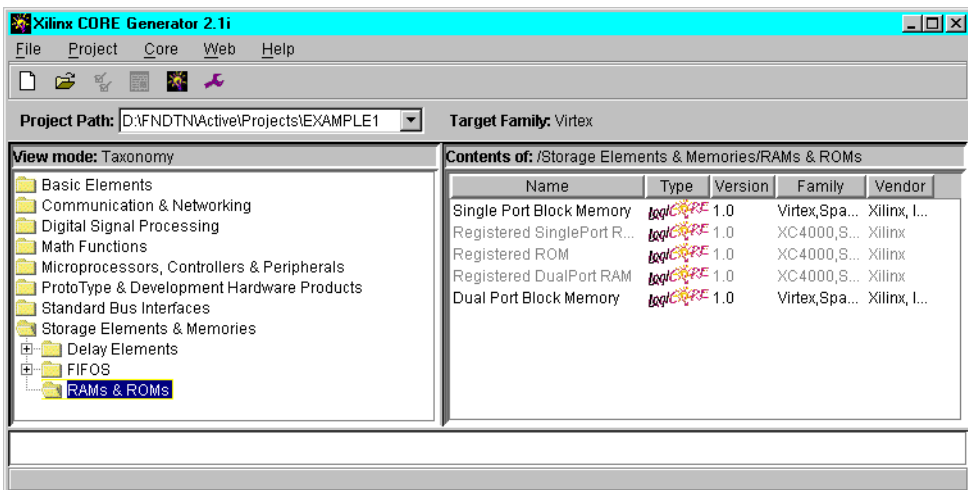 Xilinx CORE Generator 2.1i
File Project Core Web Help
Project Path: D:\FNDTN\Active\Projects\EXAMPLE1 Target Family: Virtex
View mode: Taxonomy
Basic Elements
Communication & Networking
Digital Signal Processing
Math Functions
Microprocessors, Controllers & Peripherals
ProtoType & Development Hardware Products
Standard Bus Interfaces
Storage Elements & Memories
Delay Elements
FIFOS
RAMs & ROMs
Contents of: /Storage Elements & Memories/RAMs & ROMs
Name Type Version Family Vendor
Single Port Block Memory logiCORE 1.0 Virtex,Spa... Xilinx, I...
Registered SinglePort R... logiCORE 1.0 XC4000,S... Xilinx
Registered ROM logiCORE 1.0 XC4000,S... Xilinx
Registered DualPort RAM logiCORE 1.0 XC4000,S... Xilinx
Dual Port Block Memory logiCORE 1.0 Virtex,Spa... Xilinx, I...